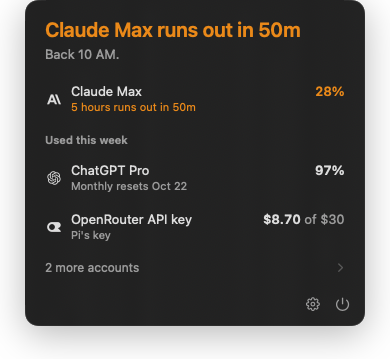 Claude Max runs out in 50m
Back 10 AM.
Claude Max 28%
5 hours runs out in 50m
Used this week
ChatGPT Pro 97%
Monthly resets Oct 22
OpenRouter API key $8.70 of $30
Pi's key
2 more accounts